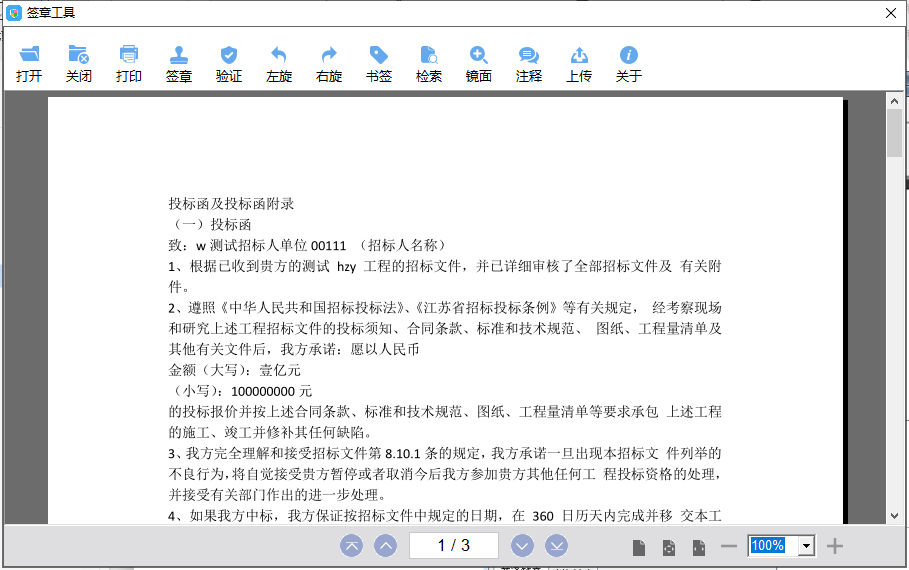 签章工具
打开 关闭 打印 签章 验证 左旋 右旋 书签 检索 镜面 注释 上传 关于
投标函及投标函附录
（一）投标函
致：w 测试招标人单位 00111 （招标人名称）
1、根据已收到贵方的测试 hzy 工程的招标文件，并已详细审核了全部招标文件及 有关附
件。
2、遵照《中华人民共和国招标投标法》、《江苏省招标投标条例》等有关规定， 经考察现场
和研究上述工程招标文件的投标须知、合同条款、标准和技术规范、 图纸、工程量清单及
其他有关文件后，我方承诺：愿以人民币
金额（大写）：壹亿元
（小写）：100000000 元
的投标报价并按上述合同条款、标准和技术规范、图纸、工程量清单等要求承包 上述工程
的施工、竣工并修补其任何缺陷。
3、我方完全理解和接受招标文件第 8.10.1 条的规定，我方承诺一旦出现本招标文 件列举的
不良行为，将自觉接受贵方暂停或者取消今后我方参加贵方其他任何工 程投标资格的处理，
并接受有关部门作出的进一步处理。
4、如果我方中标，我方保证按招标文件中规定的日期，在 360 日历天内完成并移 交本工
1 / 3 100%